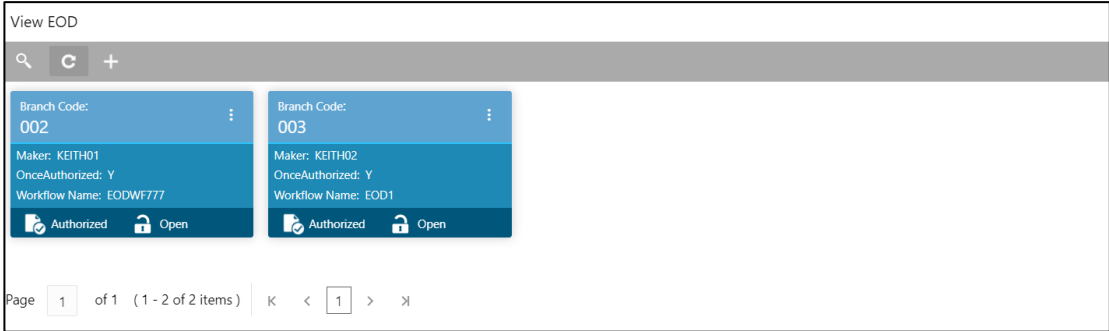 View EOD
Branch Code:
002
Maker: KEITH01
OnceAuthorized: Y
Workflow Name: EODWF777
Authorized Open
Branch Code:
003
Maker: KEITH02
OnceAuthorized: Y
Workflow Name: EOD1
Authorized Open
Page 1 of 1 ( 1 - 2 of 2 items ) 1